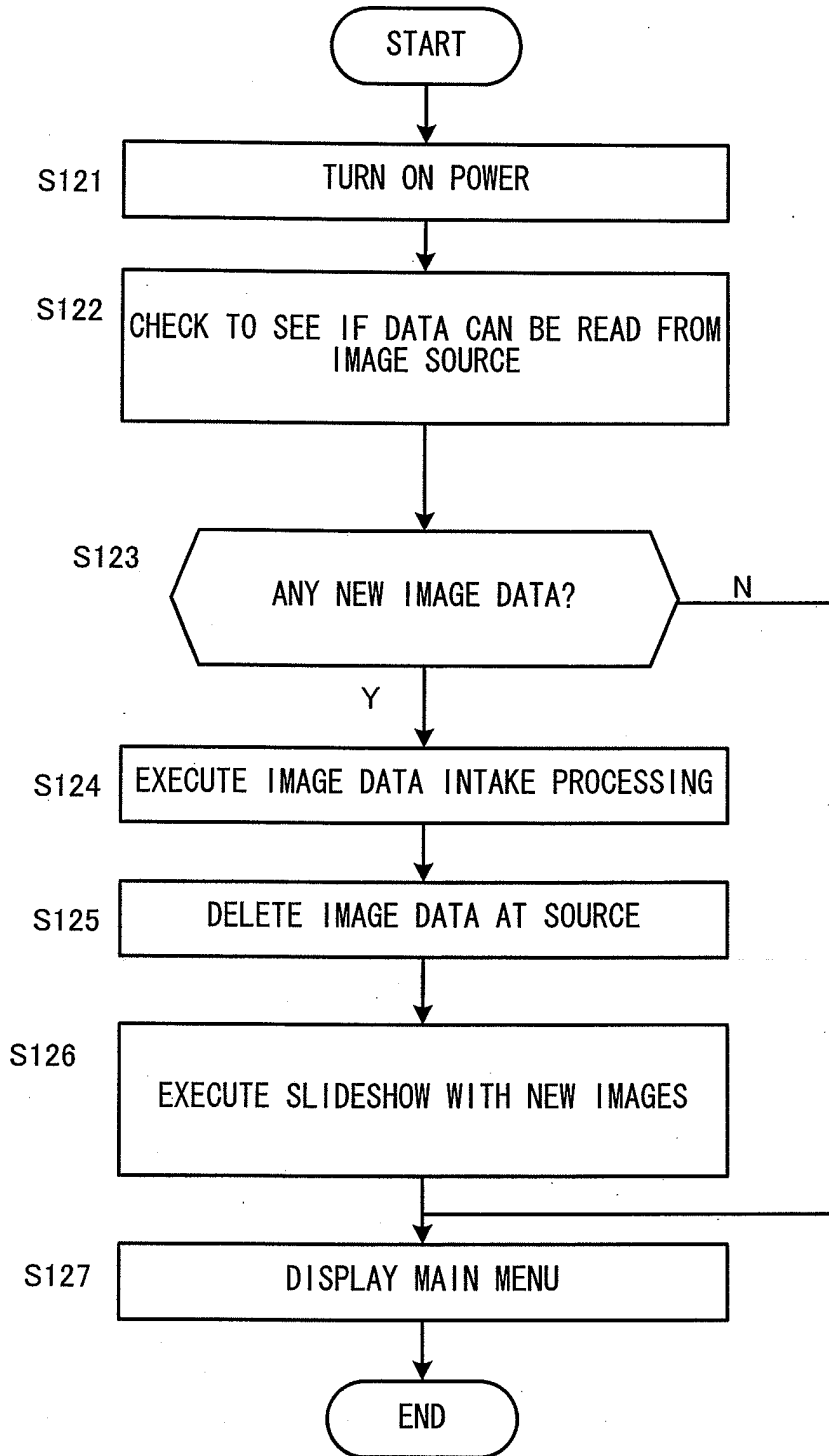 START
S121
TURN ON POWER
S122
CHECK TO SEE IF DATA CAN BE READ FROM
IMAGE SOURCE
S123
ANY NEW IMAGE DATA?
N
Y
S124
EXECUTE IMAGE DATA INTAKE PROCESSING
S125
DELETE IMAGE DATA AT SOURCE
S126
EXECUTE SLIDESHOW WITH NEW IMAGES
S127
DISPLAY MAIN MENU
END